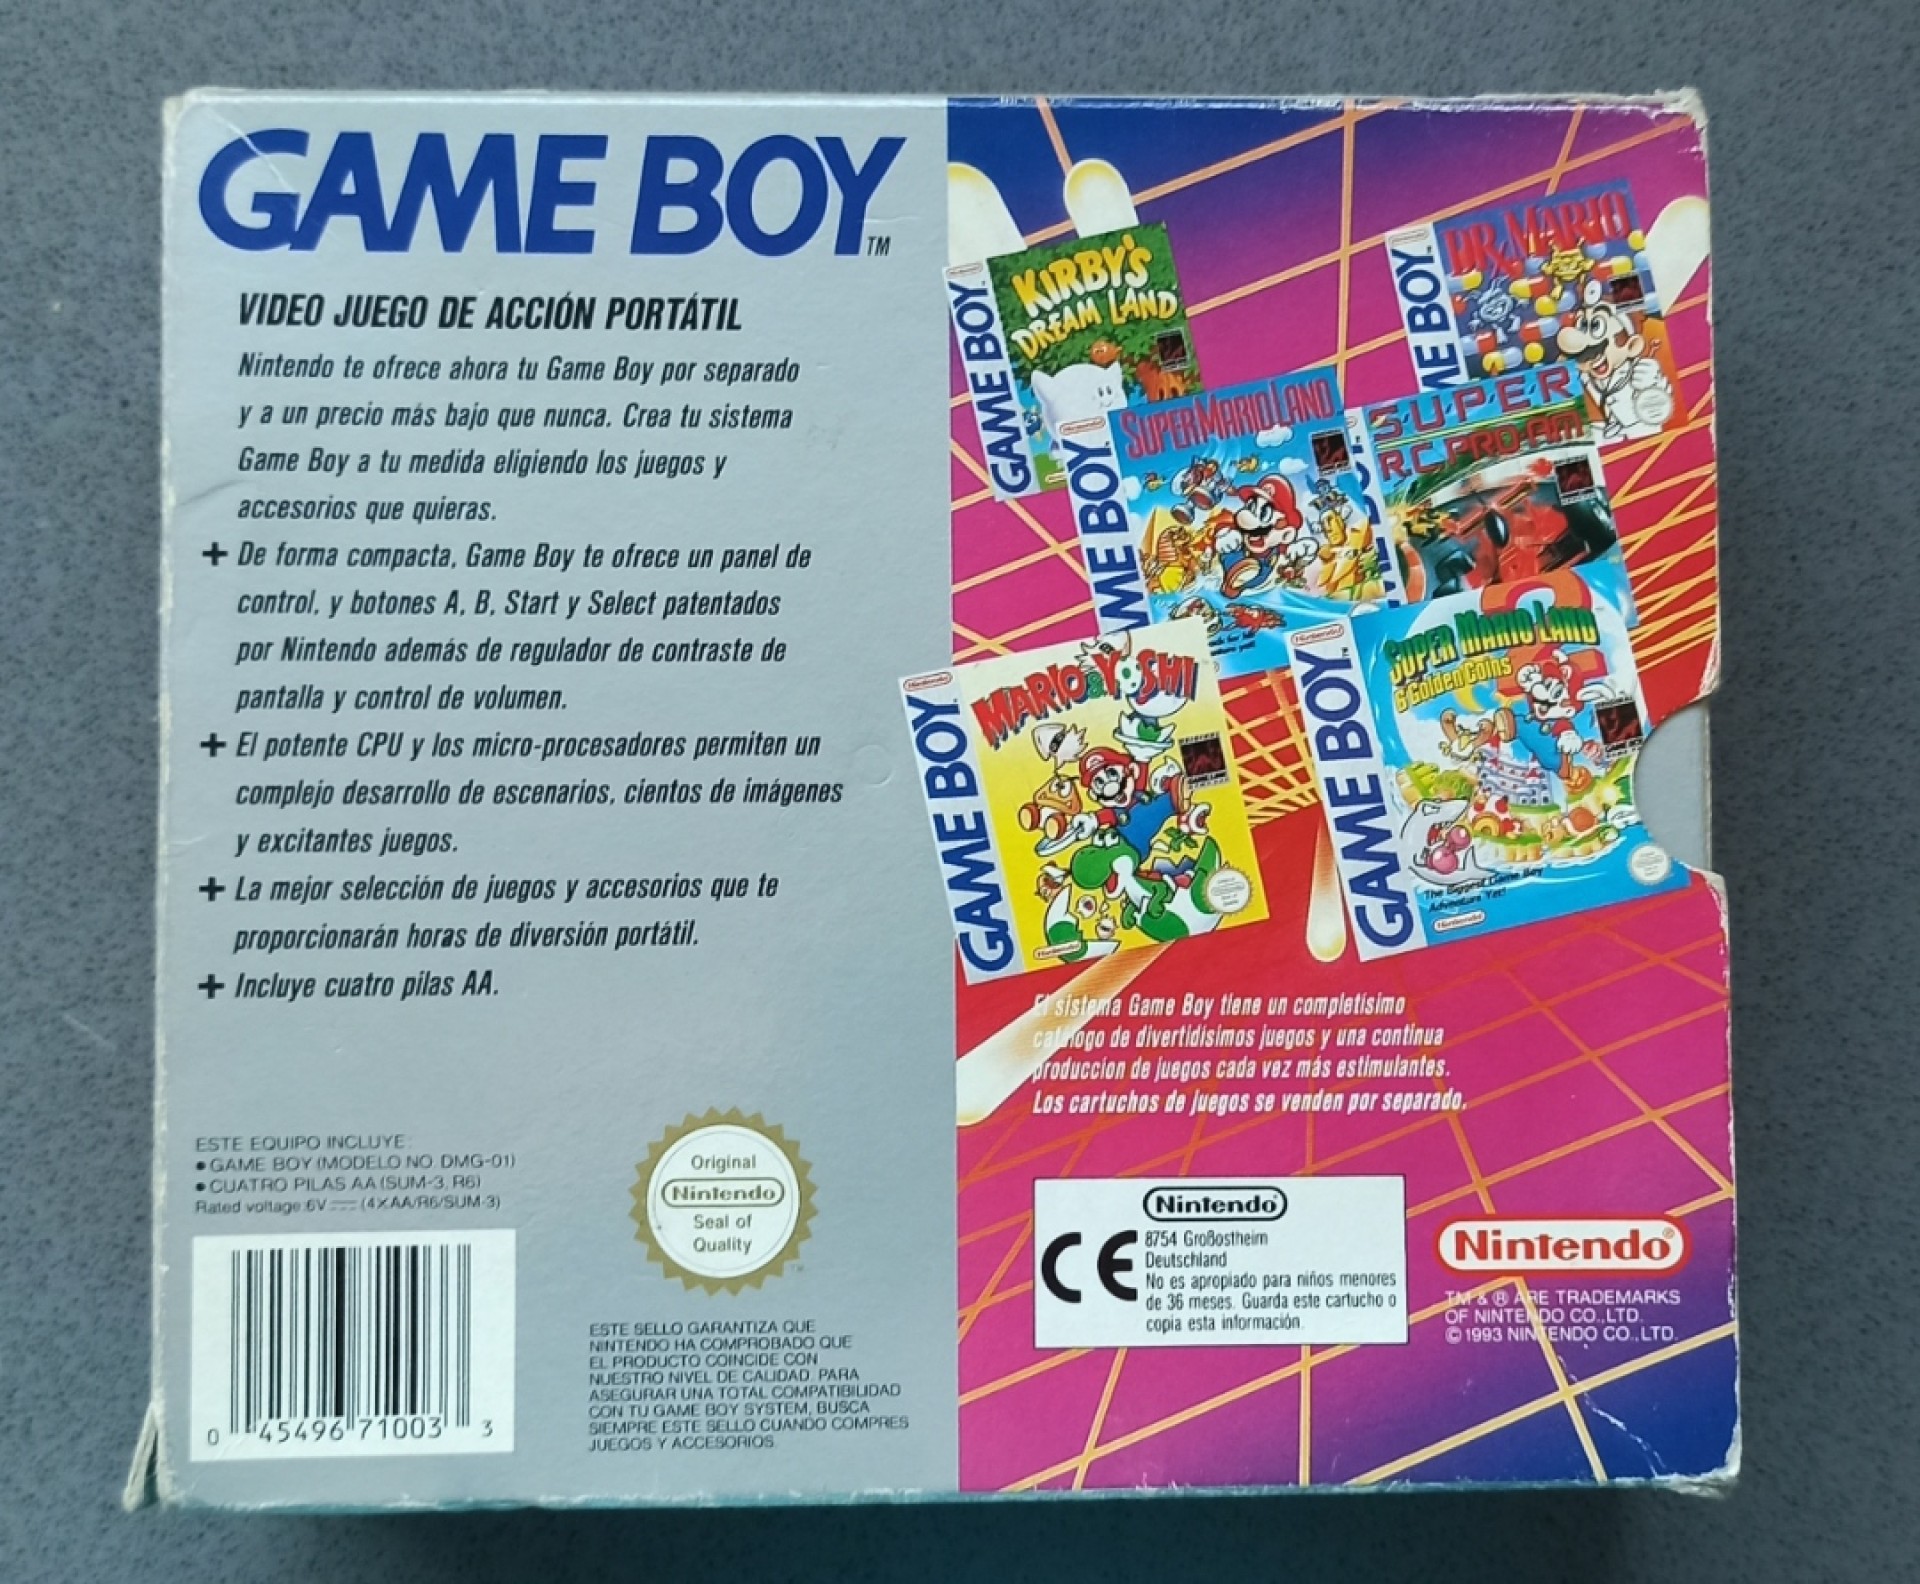 GAME BOY™
VIDEO JUEGO DE ACCIÓN PORTÁTIL
Nintendo te ofrece ahora tu Game Boy por separado
y a un precio más bajo que nunca. Crea tu sistema
Game Boy a tu medida eligiendo los juegos y
accesorios que quieras.
+ De forma compacta, Game Boy te ofrece un panel de
control, y botones A, B, Start y Select patentados
por Nintendo además de regulador de contraste de
pantalla y control de volumen.
+ El potente CPU y los micro-procesadores permiten un
complejo desarrollo de escenarios, cientos de imágenes
y excitantes juegos.
+ La mejor selección de juegos y accesorios que te
proporcionarán horas de diversión portátil.
+ Incluye cuatro pilas AA.
ESTE EQUIPO INCLUYE:
• GAME BOY (MODELO NO. DMG-01)
• CUATRO PILAS AA (SUM-3, R6)
Rated voltage:6V (4XAA/R6/SUM-3)
0 45496 71003 3
Original
Nintendo
Seal of
Quality
ESTE SELLO GARANTIZA QUE
NINTENDO HA COMPROBADO QUE
EL PRODUCTO COINCIDE CON
NUESTRO NIVEL DE CALIDAD. PARA
ASEGURAR UNA TOTAL COMPATIBILIDAD
CON TU GAME BOY SYSTEM, BUSCA
SIEMPRE ESTE SELLO CUANDO COMPRES
JUEGOS Y ACCESORIOS.
Nintendo
GAME BOY
KIRBY'S
DREAM LAND
Nintendo
GAME BOY
DR. MARIO
Nintendo
GAME BOY
SUPER MARIO LAND
SUPER
R.C. PRO-AM
Nintendo
GAME BOY
MARIO & YOSHI
Nintendo
Nintendo
GAME BOY
SUPER MARIO LAND
2
6 Golden Coins
The Biggest Game Boy
Adventure Yet!
Nintendo
El sistema Game Boy tiene un completísimo
catálogo de divertidísimos juegos y una continua
produccion de juegos cada vez más estimulantes.
Los cartuchos de juegos se venden por separado.
Nintendo®
CE
8754 Großostheim
Deutschland
No es apropiado para niños menores
de 36 meses. Guarda este cartucho o
copia esta información.
Nintendo®
TM & ® ARE TRADEMARKS
OF NINTENDO CO.,LTD.
© 1993 NINTENDO CO.,LTD.